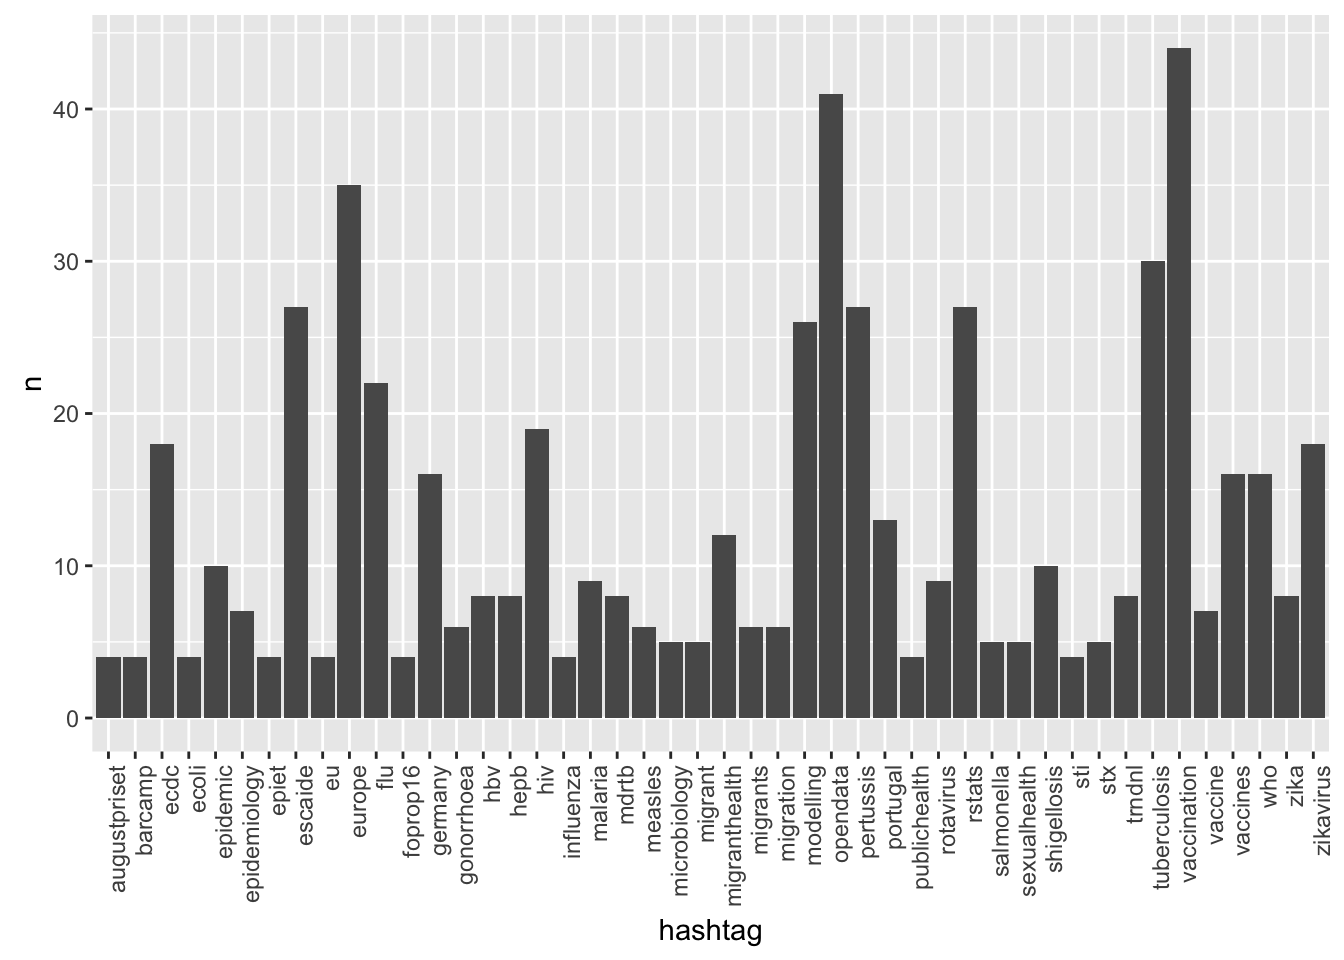 40
30
20
10
0
n
augustpriset
barcamp
ecdc
ecoli
epidemic
epidemiology
epiet
escaide
eu
europe
flu
foprop16
germany
gonorrhoea
hbv
hepb
hiv
influenza
malaria
mdrtb
measles
microbiology
migrant
migranthealth
migrants
migration
modelling
opendata
pertussis
portugal
publichealth
rotavirus
rstats
salmonella
sexualhealth
shigellosis
sti
stx
trndnl
tuberculosis
vaccination
vaccine
vaccines
who
zika
zikavirus
hashtag